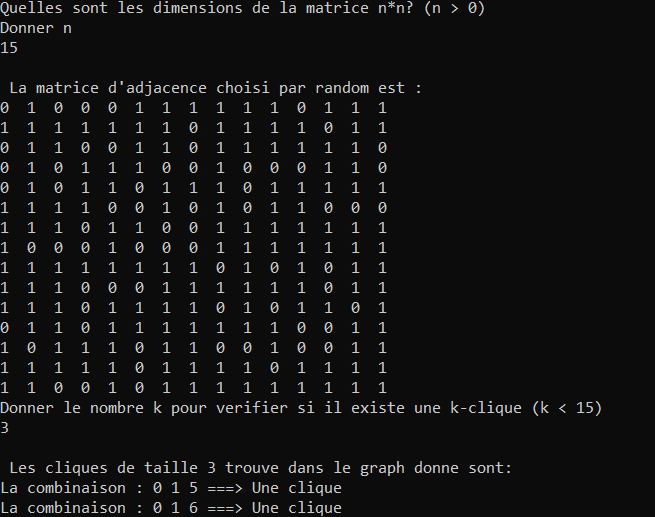 Quelles sont les dimensions de la matrice n*n? (n > 0)
Donner n
15
La matrice d'adjacence choisi par random est :
0 1 0 0 0 1 1 1 1 1 1 0 1 1 1
1 1 1 1 1 1 1 0 1 1 1 1 0 1 1
0 1 1 0 0 1 1 0 1 1 1 1 1 1 0
0 1 0 1 1 1 0 0 1 0 0 0 1 1 0
0 1 0 1 1 0 1 1 1 0 1 1 1 1 1
1 1 1 1 0 0 1 0 1 0 1 1 0 0 0
1 1 1 0 1 1 0 0 1 1 1 1 1 1 1
1 0 0 0 1 0 0 0 1 1 1 1 1 1 1
1 1 1 1 1 1 1 1 0 1 0 1 0 1 1
1 1 1 0 0 0 1 1 1 1 1 1 0 1 1
1 1 1 0 1 1 1 1 0 1 0 1 1 0 1
0 1 1 0 1 1 1 1 1 1 1 0 0 1 1
1 0 1 1 1 0 1 1 0 0 1 0 0 1 1
1 1 1 1 0 1 1 1 1 1 0 1 1 1 1
1 1 0 0 1 0 1 1 1 1 1 1 1 1 1
Donner le nombre k pour verifier si il existe une k-clique (k < 15)
3
Les cliques de taille 3 trouve dans le graph donne sont:
La combinaison : 0 1 5 ===> Une clique
La combinaison : 0 1 6 ===> Une clique